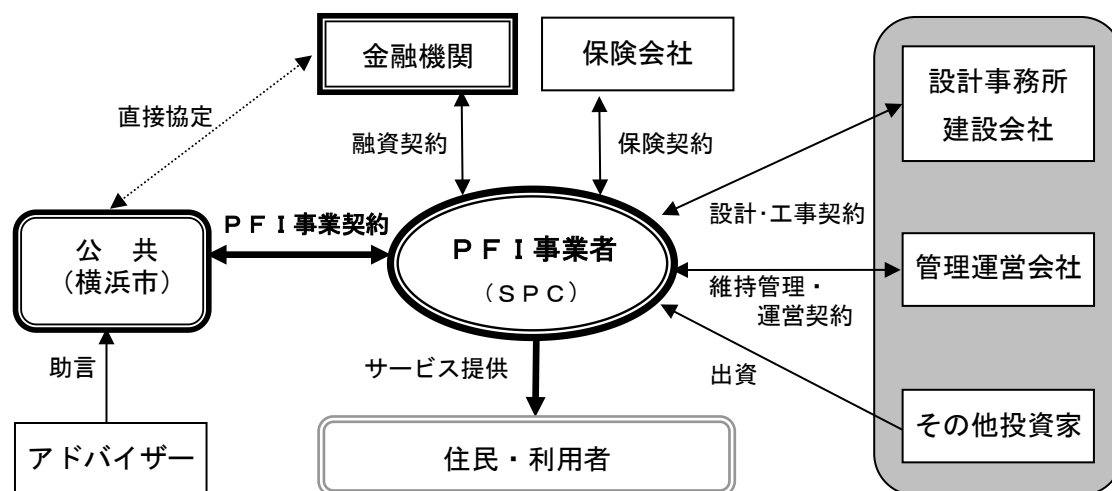 金融機関
保険会社
設計事務所
建設会社
直接協定
融資契約
保険契約
設計・工事契約
ＰＦＩ事業契約
公　共
（横浜市）
ＰＦＩ事業者
（ＳＰＣ）
管理運営会社
維持管理・
運営契約
助言
サービス提供
出資
アドバイザー
住民・利用者
その他投資家